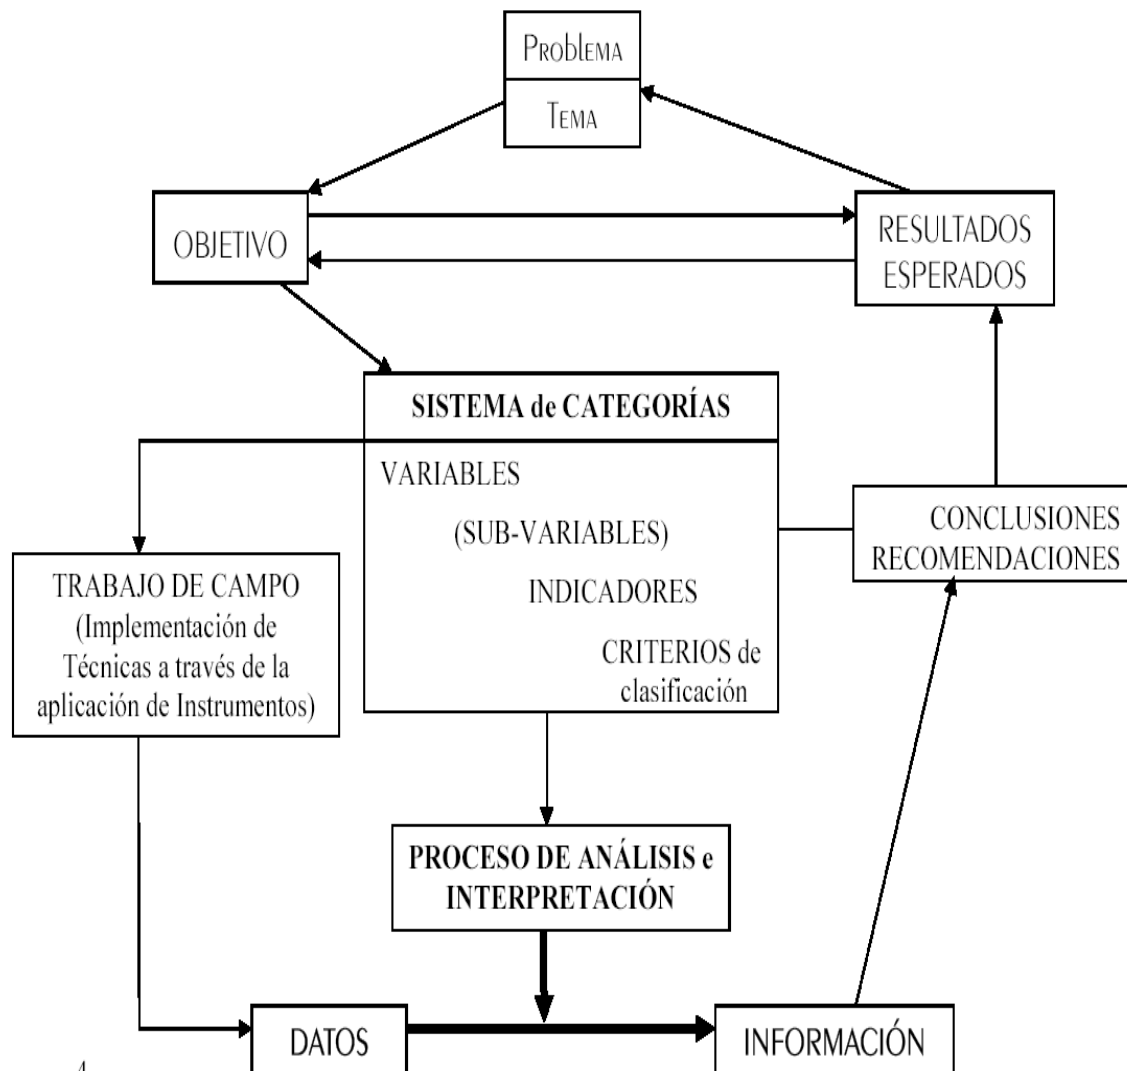 Problema
Tema
OBJETIVO
RESULTADOS
ESPERADOS
SISTEMA de CATEGORÍAS
VARIABLES
(SUB-VARIABLES)
INDICADORES
CRITERIOS de
clasificación
CONCLUSIONES
RECOMENDACIONES
TRABAJO DE CAMPO
(Implementación de
Técnicas a través de la
aplicación de Instrumentos)
PROCESO DE ANÁLISIS e
INTERPRETACIÓN
DATOS
INFORMACIÓN